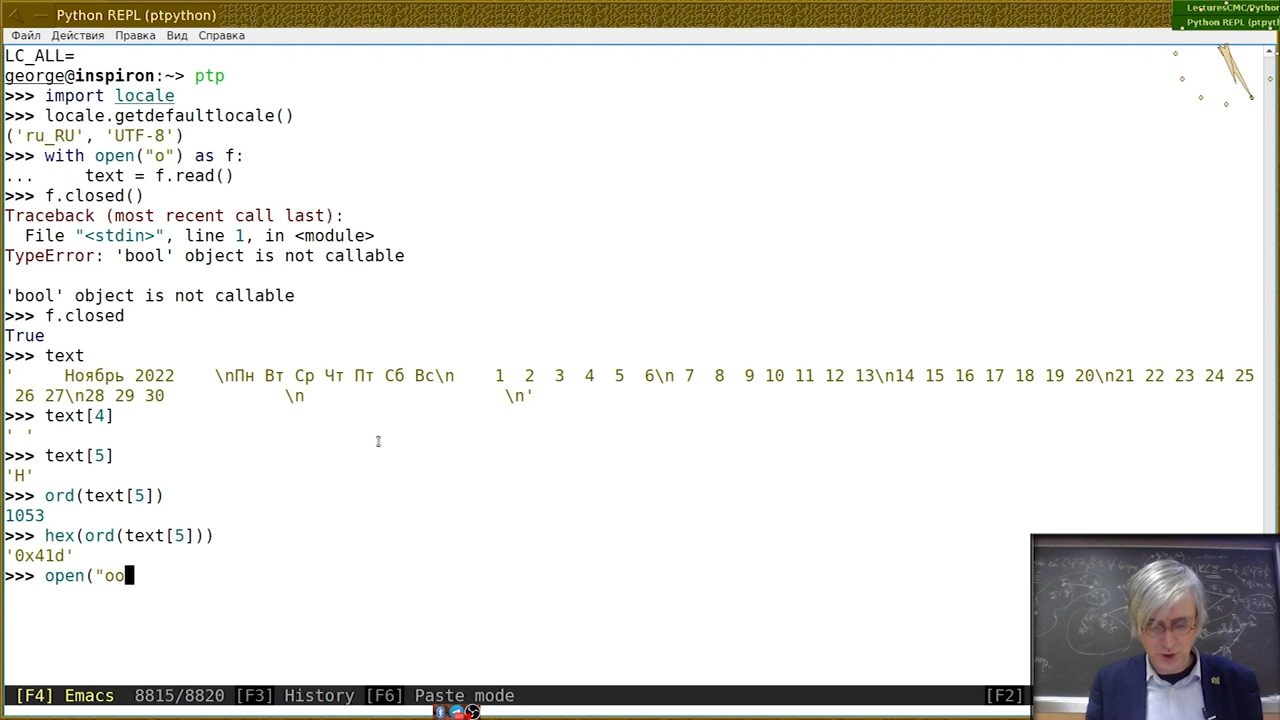 Python REPL (ptpython)
LecturesCMC/Python
Python REPL (ptpyt
Файл Действия Правка Вид Справка
LC_ALL=
george@inspiron:~> ptp
>>> import locale
>>> locale.getdefaultlocale()
('ru_RU', 'UTF-8')
>>> with open("o") as f:
...     text = f.read()
>>> f.closed()
Traceback (most recent call last):
  File "<stdin>", line 1, in <module>
TypeError: 'bool' object is not callable
'bool' object is not callable
>>> f.closed
True
>>> text
'     Ноябрь 2022    \nПн Вт Ср Чт Пт Сб Вс\n    1  2  3  4  5  6\n 7  8  9 10 11 12 13\n14 15 16 17 18 19 20\n21 22 23 24 25
 26 27\n28 29 30            \n                    \n'
>>> text[4]
' '
>>> text[5]
'Н'
>>> ord(text[5])
1053
>>> hex(ord(text[5]))
'0x41d'
>>> open("oo
[F4] Emacs 8815/8820 [F3] History [F6] Paste mode [F2]